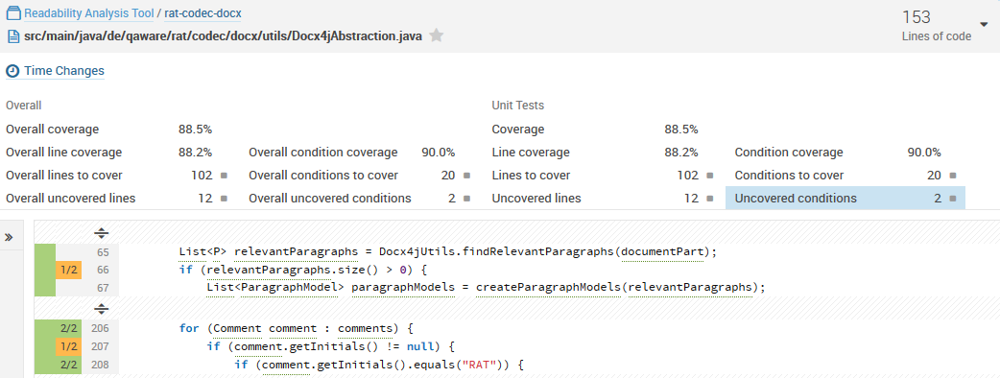 Readability Analysis Tool / rat-codec-docx
153
src/main/java/de/qaware/rat/codec/docx/utils/Docx4jAbstraction.java
Lines of code
Time Changes
Overall Unit Tests
Overall coverage 88.5% Coverage 88.5%
Overall line coverage 88.2% Overall condition coverage 90.0% Line coverage 88.2% Condition coverage 90.0%
Overall lines to cover 102 Overall conditions to cover 20 Lines to cover 102 Conditions to cover 20
Overall uncovered lines 12 Overall uncovered conditions 2 Uncovered lines 12 Uncovered conditions 2
»
65 List<P> relevantParagraphs = Docx4jUtils.findRelevantParagraphs(documentPart);
1/2 66 if (relevantParagraphs.size() > 0) {
67 List<ParagraphModel> paragraphModels = createParagraphModels(relevantParagraphs);
2/2 206 for (Comment comment : comments) {
1/2 207 if (comment.getInitials() != null) {
2/2 208 if (comment.getInitials().equals("RAT")) {